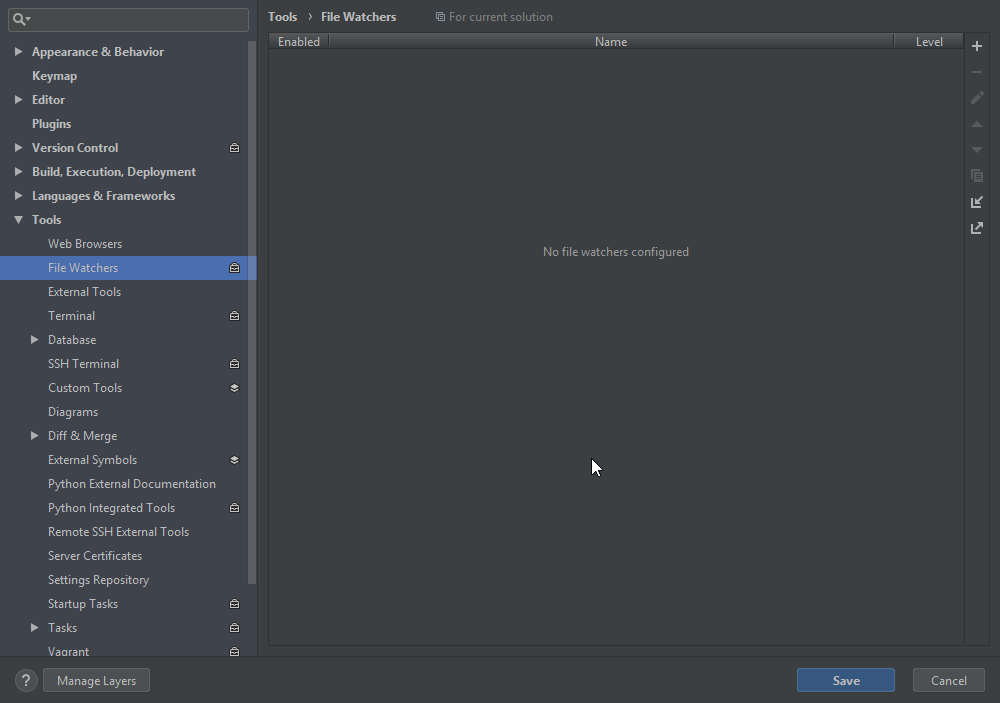 Tools › File Watchers For current solution
Enabled Name Level
Appearance & Behavior
Keymap
Editor
Plugins
Version Control
Build, Execution, Deployment
Languages & Frameworks
Tools
Web Browsers
File Watchers
External Tools
Terminal
Database
SSH Terminal
Custom Tools
Diagrams
Diff & Merge
External Symbols
Python External Documentation
Python Integrated Tools
Remote SSH External Tools
Server Certificates
Settings Repository
Startup Tasks
Tasks
Vagrant
No file watchers configured
? Manage Layers Save Cancel